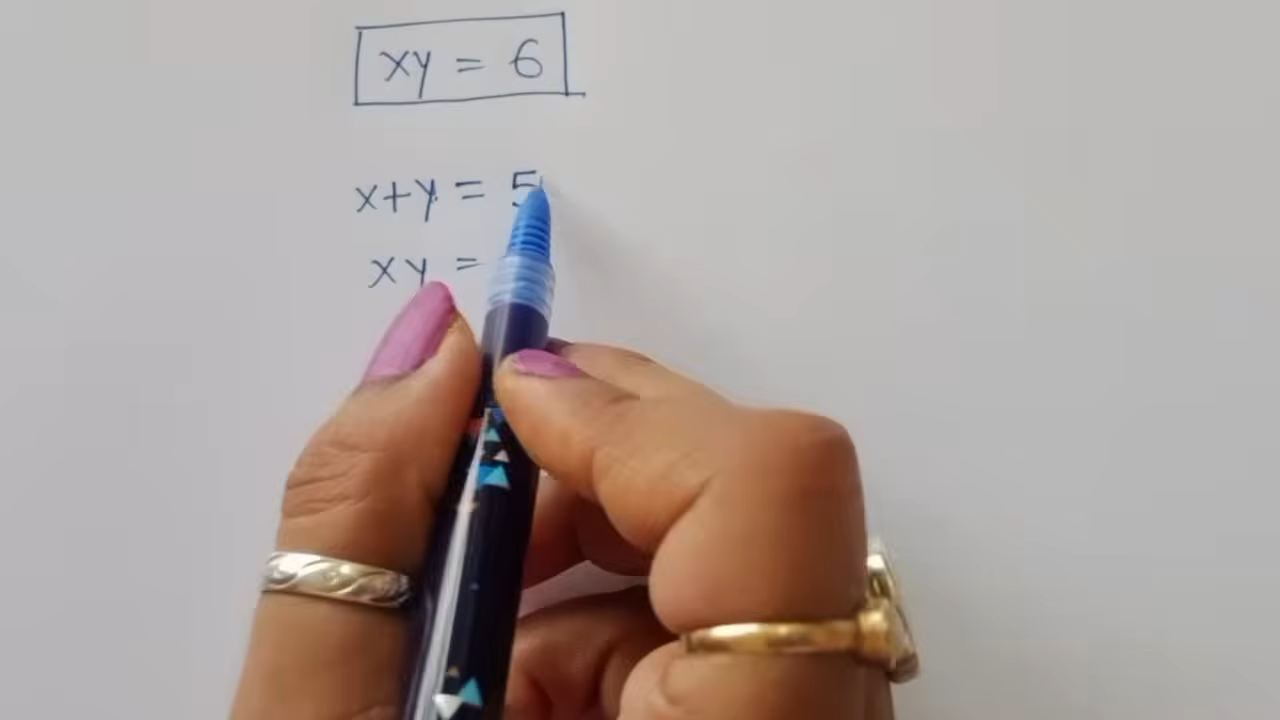 xy = 6
x+y = 5
xy =